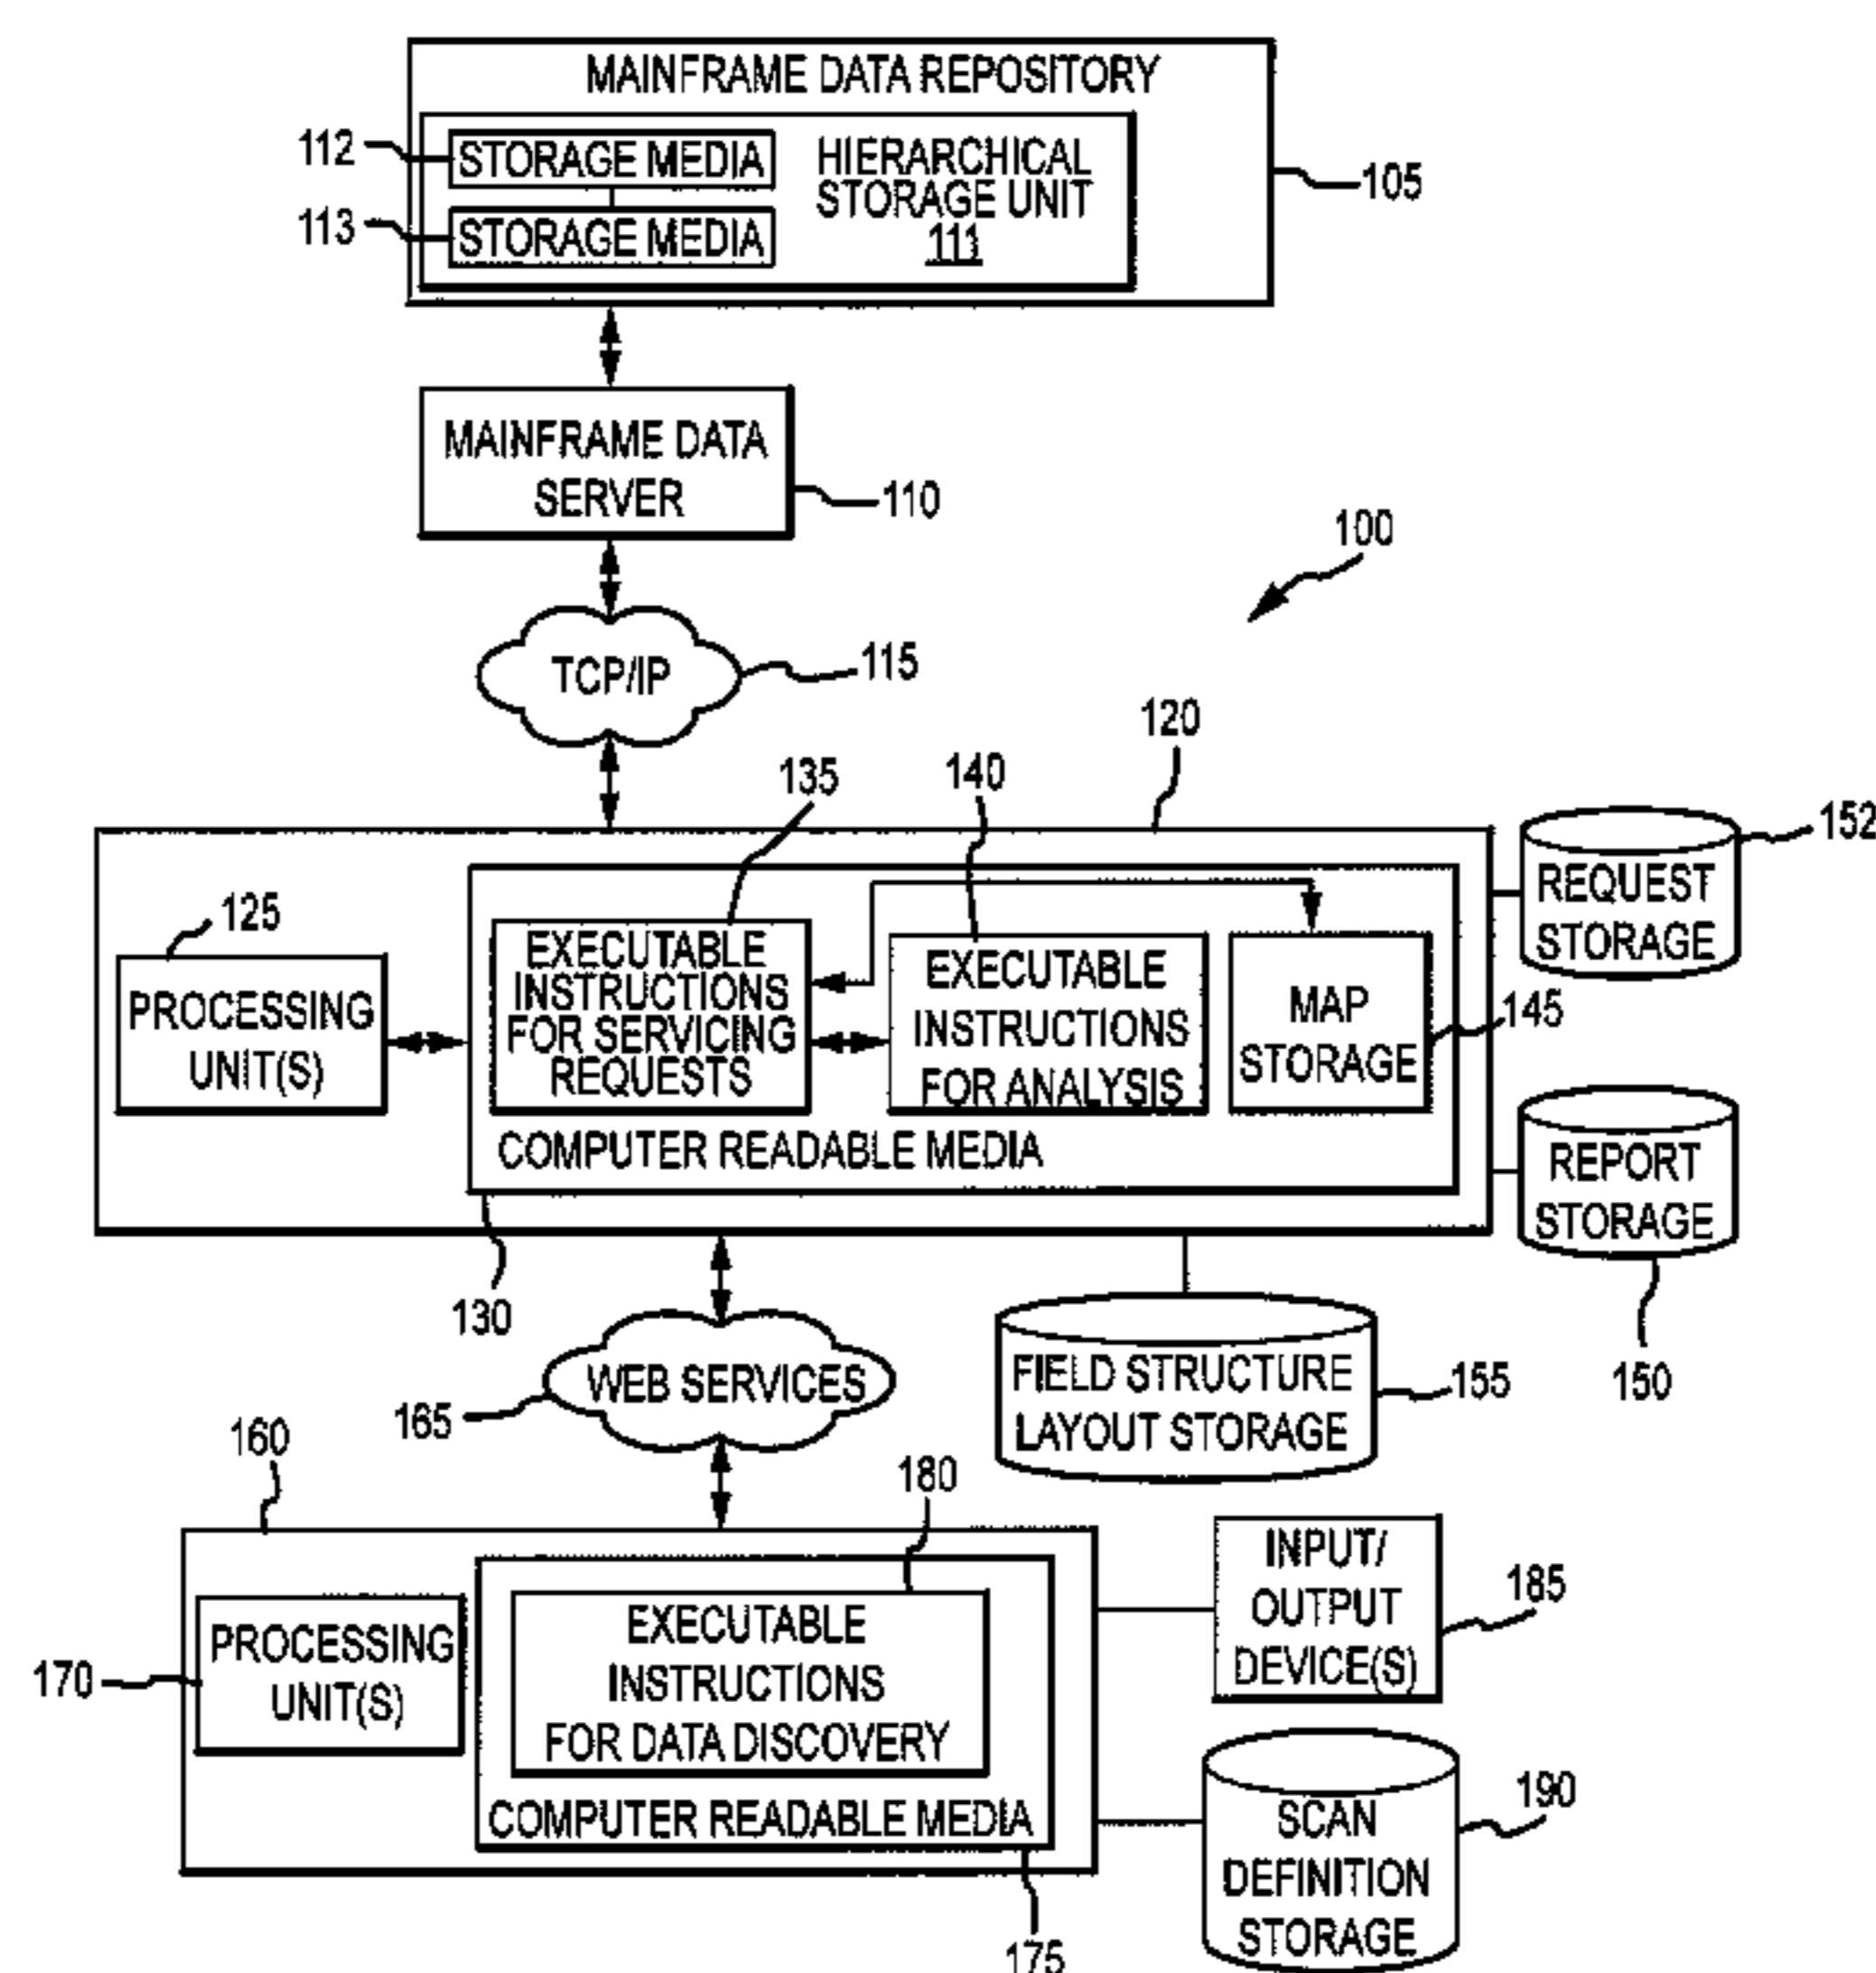 MAINFRAME DATA REPOSITORY
112
STORAGE MEDIA
HIERARCHICAL
STORAGE UNIT
111
105
113
STORAGE MEDIA
MAINFRAME DATA
SERVER
110
100
TCP/IP
115
120
135
140
152
REQUEST
STORAGE
125
PROCESSING
UNIT(S)
EXECUTABLE
INSTRUCTIONS
FOR SERVICING
REQUESTS
EXECUTABLE
INSTRUCTIONS
FOR ANALYSIS
MAP
STORAGE
145
COMPUTER READABLE MEDIA
REPORT
STORAGE
130
150
WEB SERVICES
165
FIELD STRUCTURE
LAYOUT STORAGE
155
160
180
PROCESSING
UNIT(S)
170
EXECUTABLE
INSTRUCTIONS
FOR DATA DISCOVERY
COMPUTER READABLE MEDIA
175
INPUT/
OUTPUT
DEVICE(S)
185
SCAN
DEFINITION
STORAGE
190